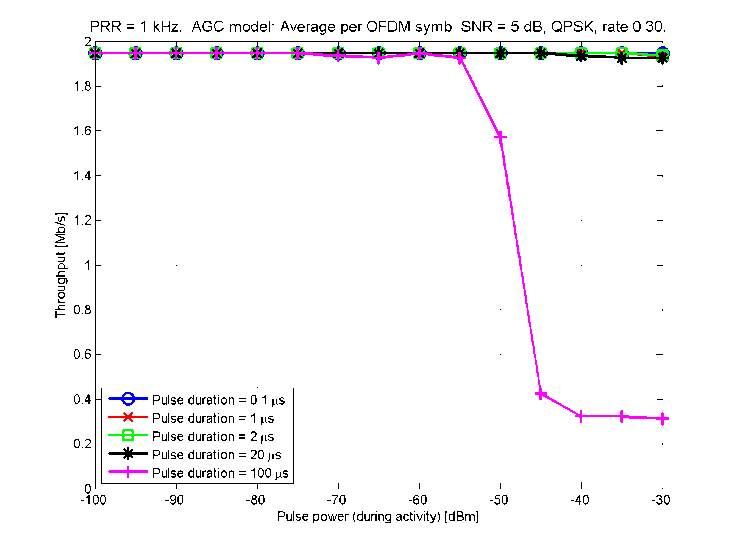 PRR = 1 kHz. AGC model: Average per OFDM symb SNR = 5 dB, QPSK, rate 0 30.
2
1.8
1.6
1.4
1.2
1
0.8
0.6
0.4
0.2
0
Throughput [Mb/s]
Pulse duration = 0 1 μs
Pulse duration = 1 μs
Pulse duration = 2 μs
Pulse duration = 20 μs
Pulse duration = 100 μs
-100 -90 -80 -70 -60 -50 -40 -30
Pulse power (during activity) [dBm]